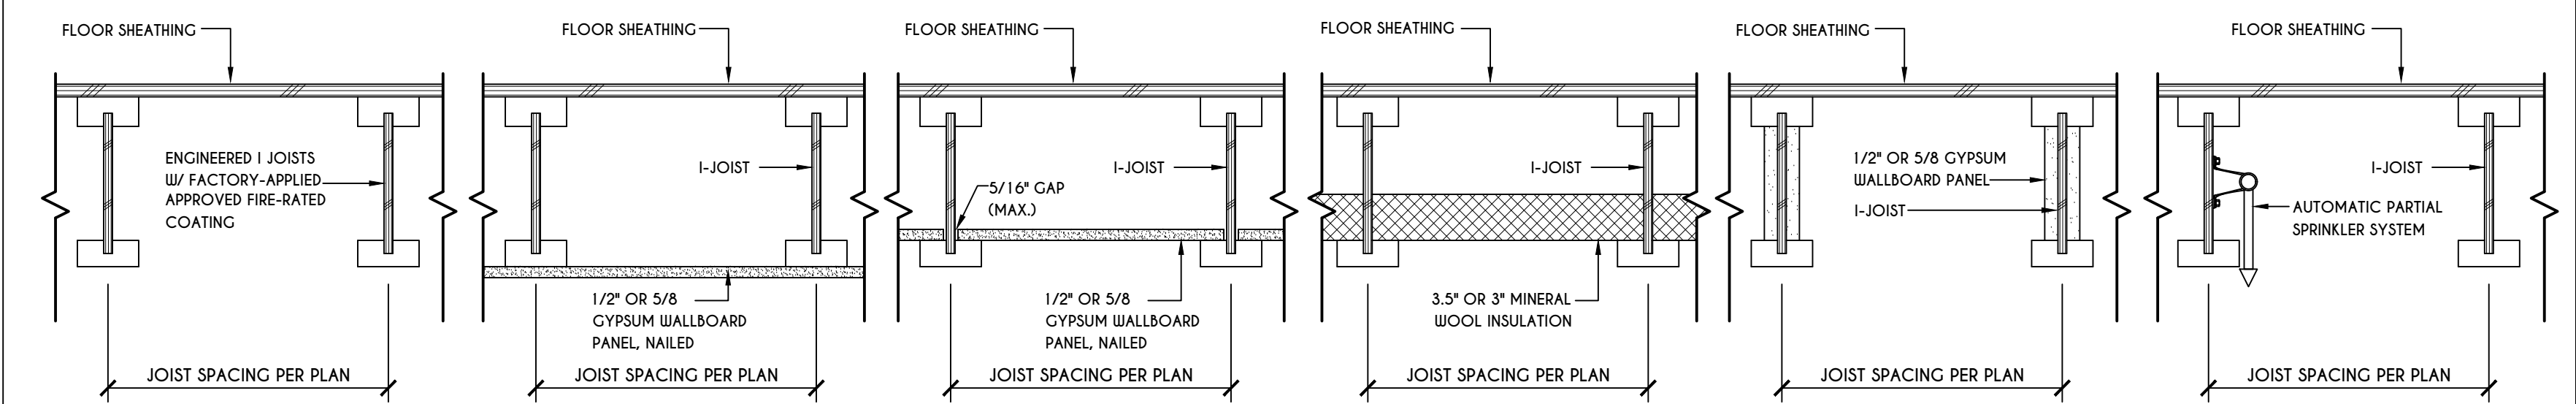 FLOOR SHEATHING
ENGINEERED I JOISTS
W/ FACTORY-APPLIED
APPROVED FIRE-RATED
COATING
JOIST SPACING PER PLAN
FLOOR SHEATHING
I-JOIST
1/2" OR 5/8
GYPSUM WALLBOARD
PANEL, NAILED
JOIST SPACING PER PLAN
FLOOR SHEATHING
I-JOIST
5/16" GAP
(MAX.)
1/2" OR 5/8
GYPSUM WALLBOARD
PANEL, NAILED
JOIST SPACING PER PLAN
FLOOR SHEATHING
I-JOIST
3.5" OR 3" MINERAL
WOOL INSULATION
JOIST SPACING PER PLAN
FLOOR SHEATHING
1/2" OR 5/8 GYPSUM
WALLBOARD PANEL
I-JOIST
JOIST SPACING PER PLAN
FLOOR SHEATHING
I-JOIST
AUTOMATIC PARTIAL
SPRINKLER SYSTEM
JOIST SPACING PER PLAN